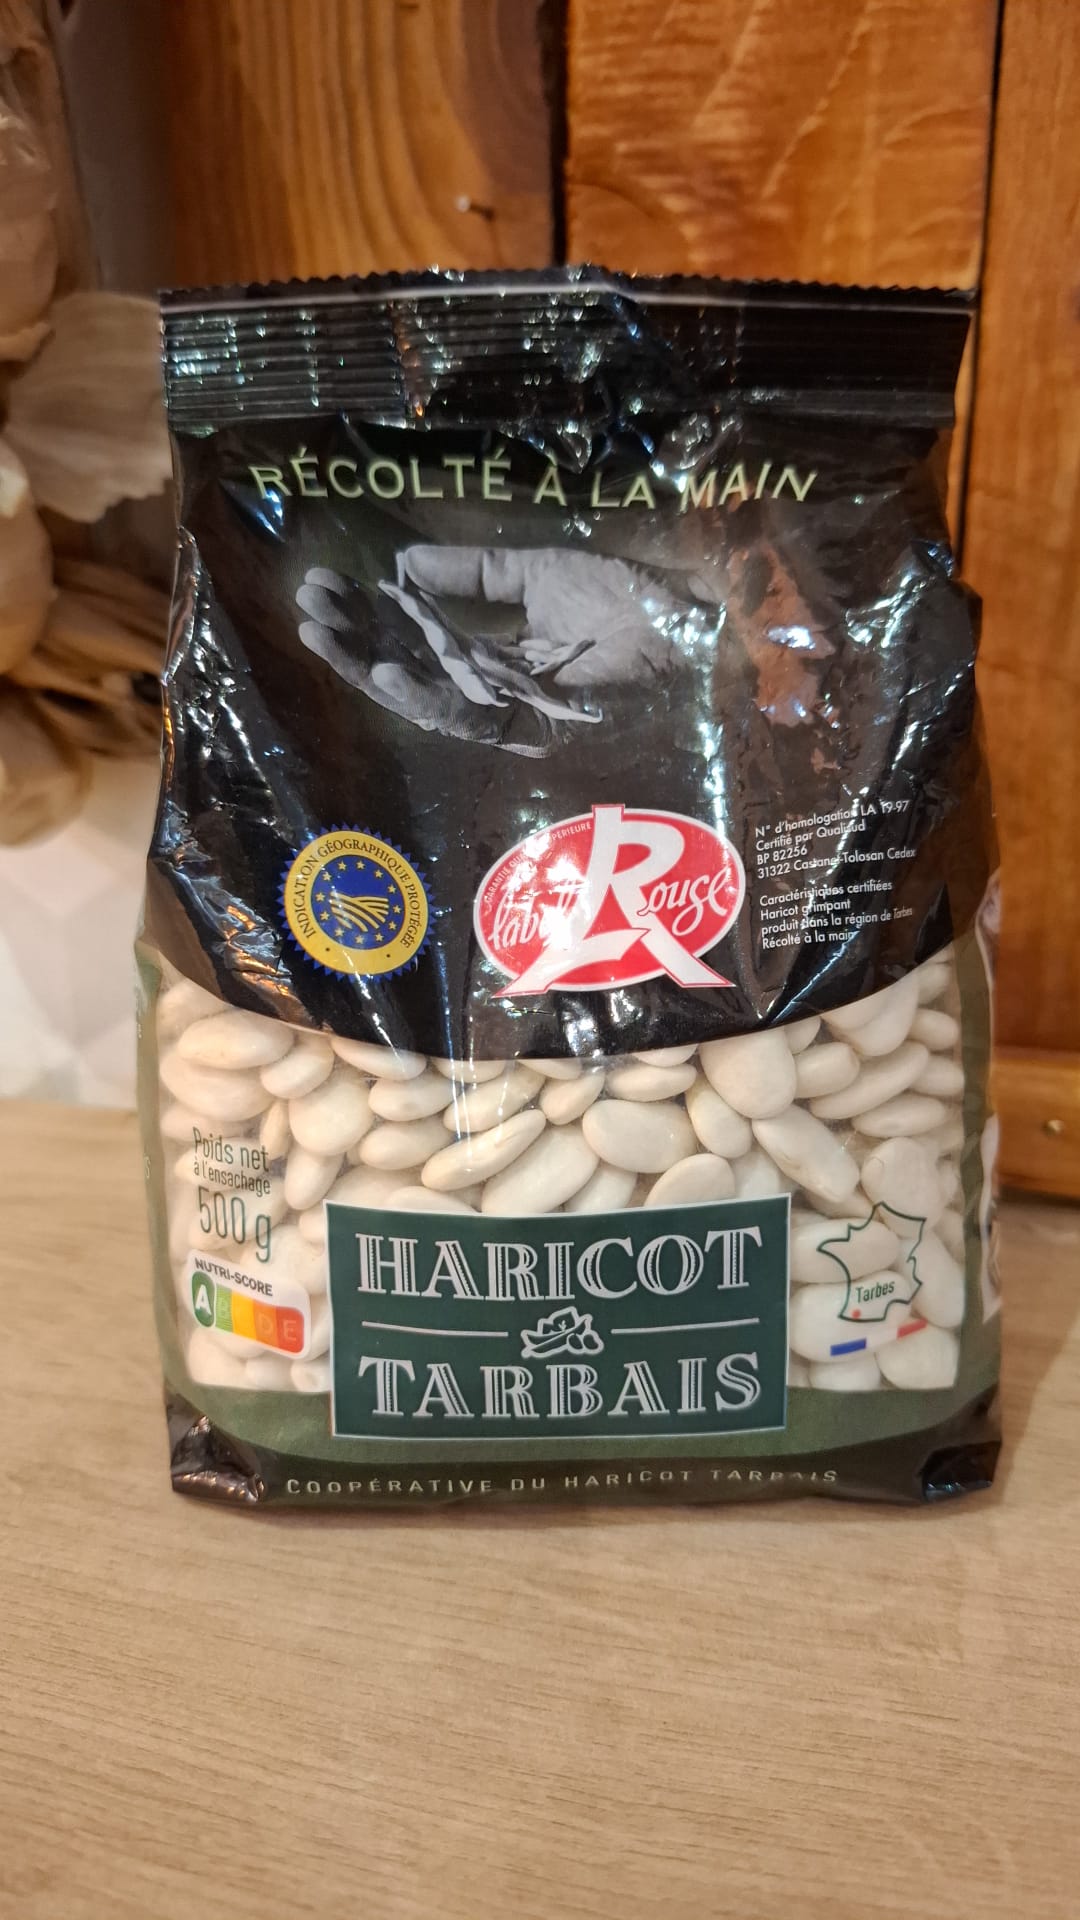 RÉCOLTÉ À LA MAIN
INDICATION GÉOGRAPHIQUE PROTÉGÉE
label Rouge
N° d'homologation LA 19-97
Certifié par Qualisud
BP 82256
31322 Castanet-Tolosan Cedex
Caractéristiques certifiées
Haricot grimpant
produit dans la région de Tarbes
Récolté à la main
Poids net
à l'ensachage
500 g
NUTRI-SCORE
A B C D E
HARICOT
TARBAIS
Tarbes
COOPÉRATIVE DU HARICOT TARBAIS